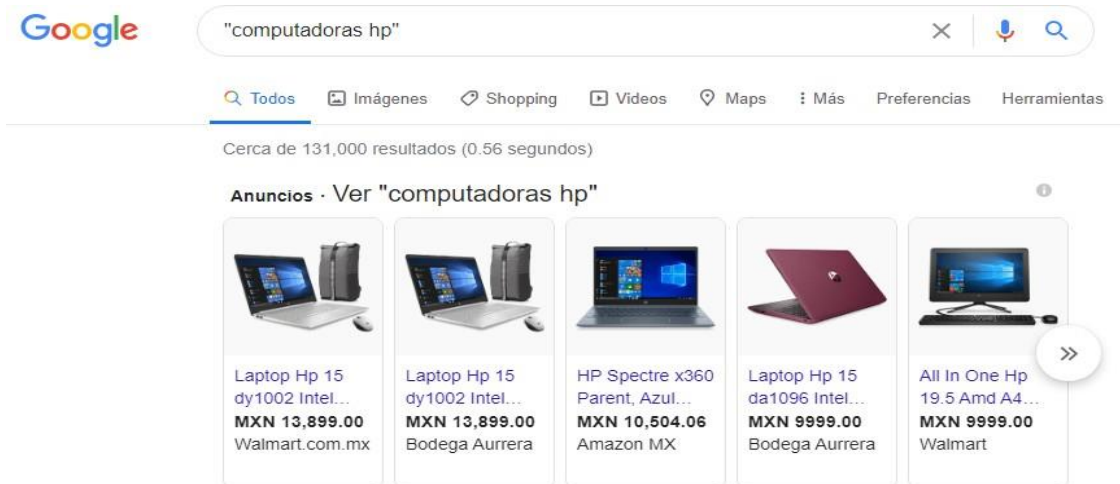 Google
"computadoras hp"
Todos Imágenes Shopping Videos Maps Más Preferencias Herramientas
Cerca de 131,000 resultados (0.56 segundos)
Anuncios · Ver "computadoras hp"
Laptop Hp 15
dy1002 Intel...
MXN 13,899.00
Walmart.com.mx
Laptop Hp 15
dy1002 Intel...
MXN 13,899.00
Bodega Aurrera
HP Spectre x360
Parent, Azul...
MXN 10,504.06
Amazon MX
Laptop Hp 15
da1096 Intel...
MXN 9999.00
Bodega Aurrera
All In One Hp
19.5 Amd A4...
MXN 9999.00
Walmart